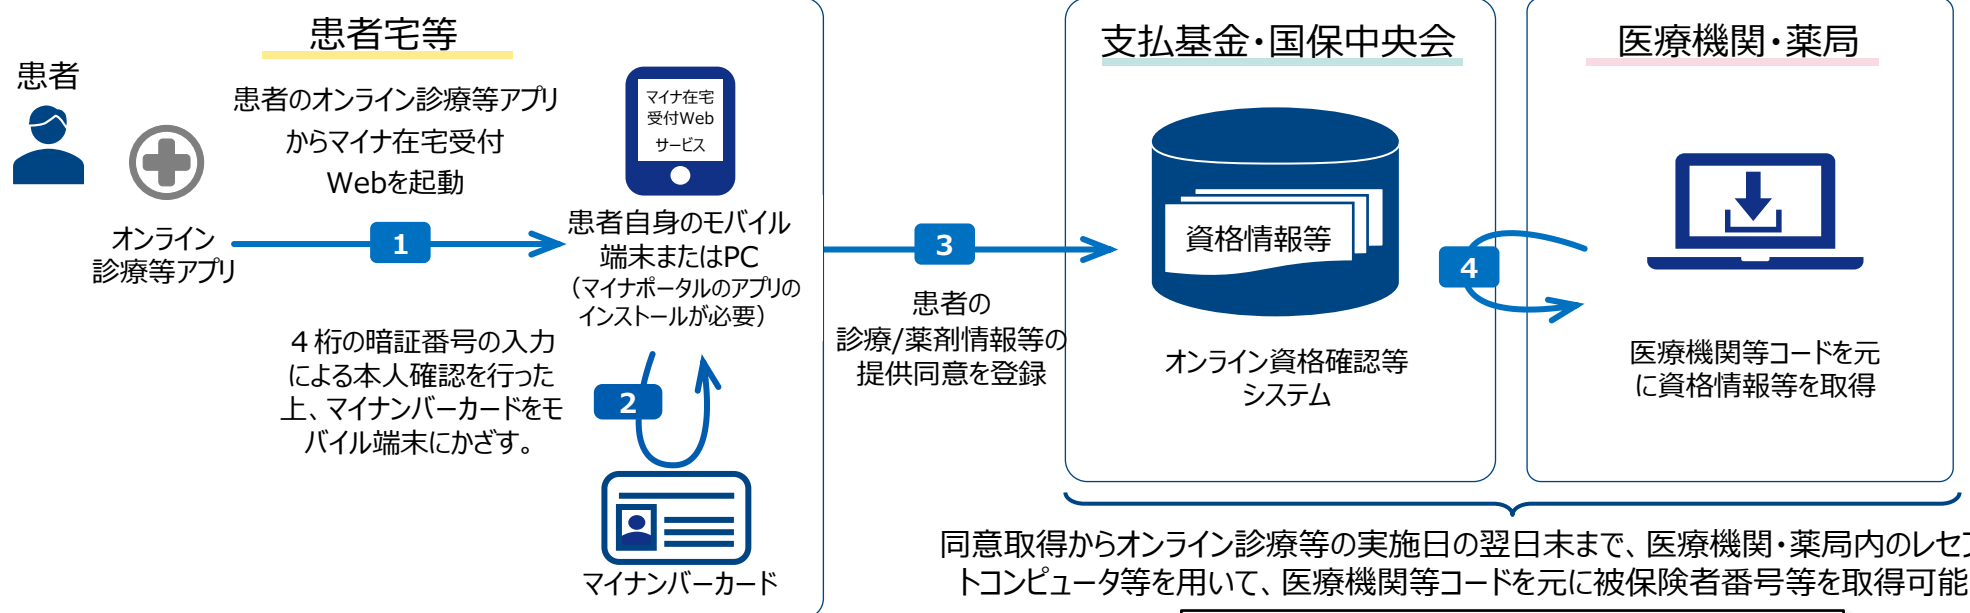 患者宅等
支払基金・国保中央会
医療機関・薬局
患者
患者のオンライン診療等アプリ
からマイナ在宅受付
Webを起動
マイナ在宅
受付Web
サービス
オンライン
診療等アプリ
1
患者自身のモバイル
端末またはPC
（マイナポータルのアプリの
インストールが必要）
４桁の暗証番号の入力
による本人確認を行った
上、マイナンバーカードをモ
バイル端末にかざす。
2
マイナンバーカード
3
患者の
診療/薬剤情報等の
提供同意を登録
資格情報等
オンライン資格確認等
システム
4
医療機関等コードを元
に資格情報等を取得
同意取得からオンライン診療等の実施日の翌日末まで、医療機関・薬局内のレセプ
トコンピュータ等を用いて、医療機関等コードを元に被保険者番号等を取得可能